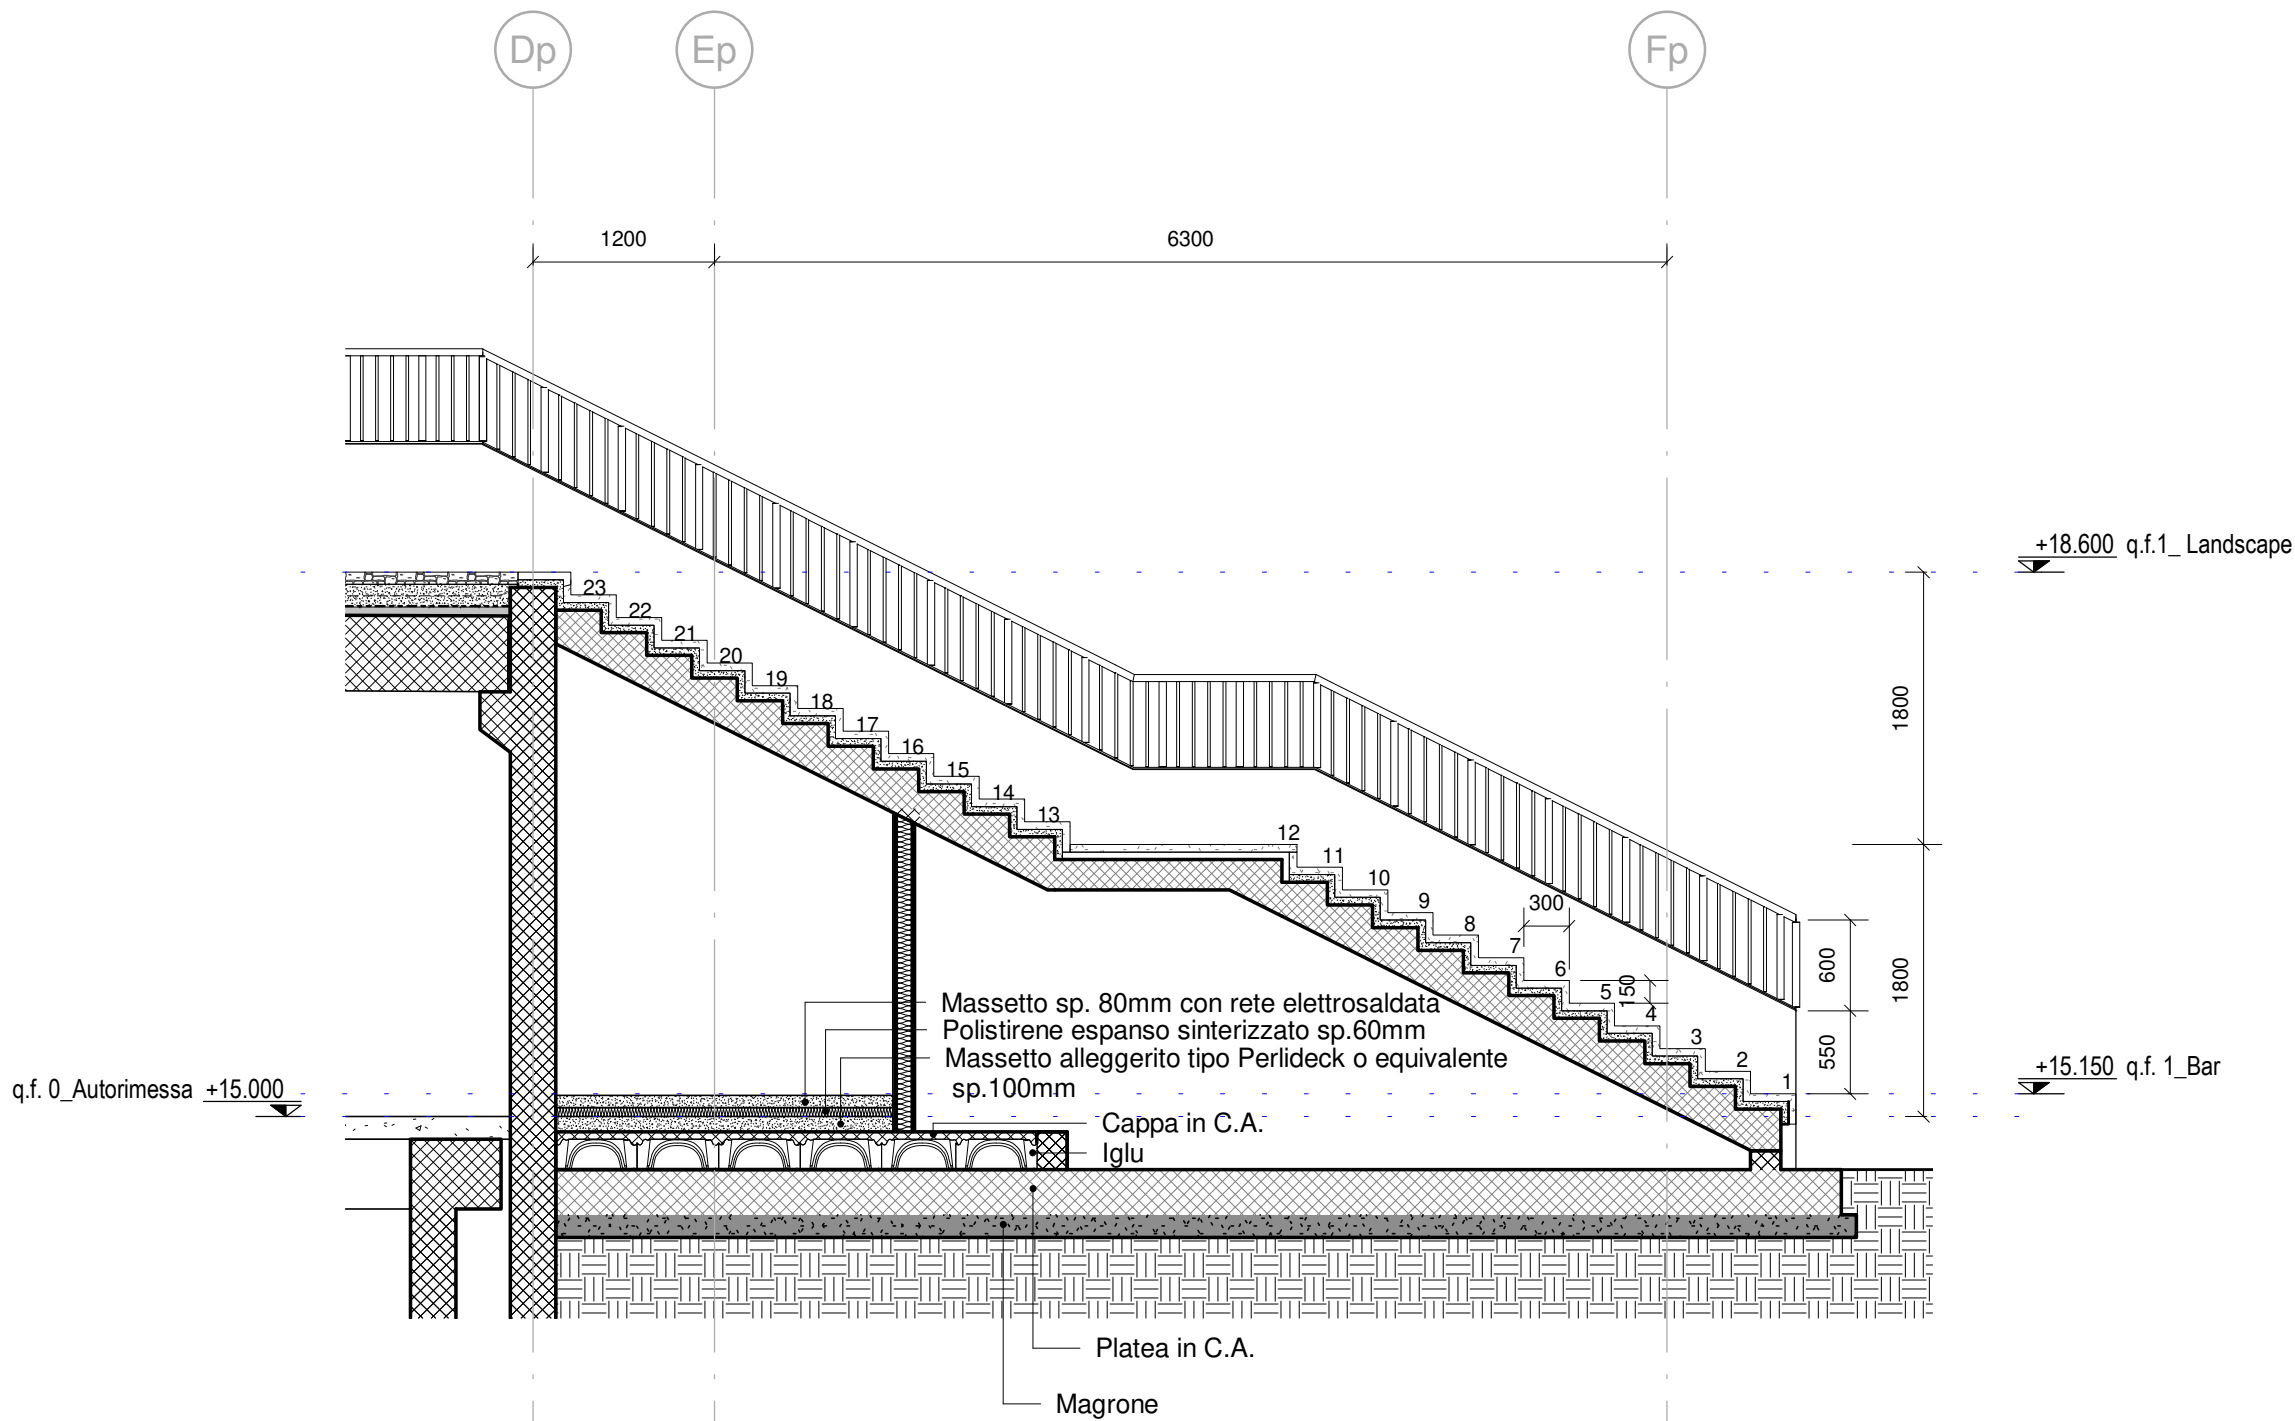 Dp
Ep
Fp
1200
6300
+18.600 q.f.1_ Landscape
23
22
21
20
19
18
17
16
15
14
13
12
11
10
9
8
7
6
5
4
3
2
1
300
150
1800
1800
600
550
Massetto sp. 80mm con rete elettrosaldata
Polistirene espanso sinterizzato sp.60mm
Massetto alleggerito tipo Perlideck o equivalente
sp.100mm
q.f. 0_Autorimessa +15.000
+15.150 q.f. 1_Bar
Cappa in C.A.
Iglu
Platea in C.A.
Magrone